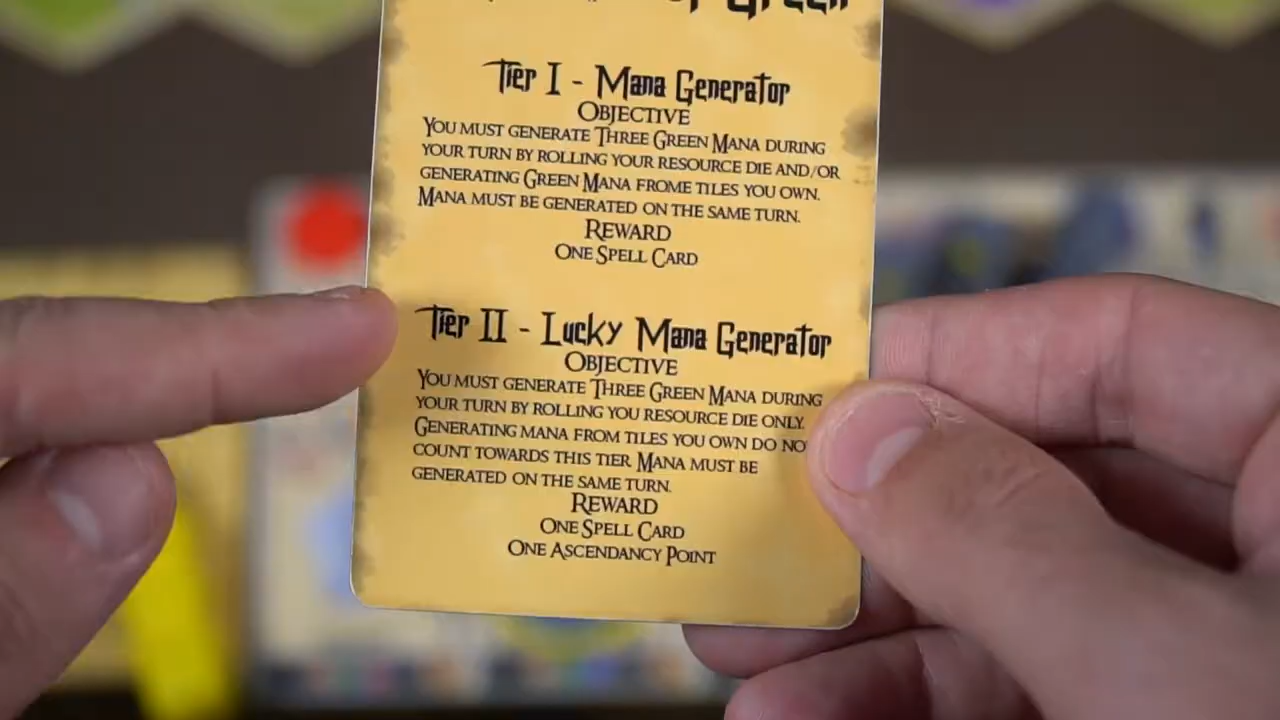 Green
Tier I - Mana Generator
Objective
You must generate Three Green Mana during
your turn by rolling your resource die and/or
generating Green Mana frome tiles you own.
Mana must be generated on the same turn.
Reward
One Spell Card
Tier II - Lucky Mana Generator
Objective
You must generate Three Green Mana during
your turn by rolling you resource die only.
Generating mana from tiles you own do no
count towards this tier Mana must be
generated on the same turn.
Reward
One Spell Card
One Ascendancy Point